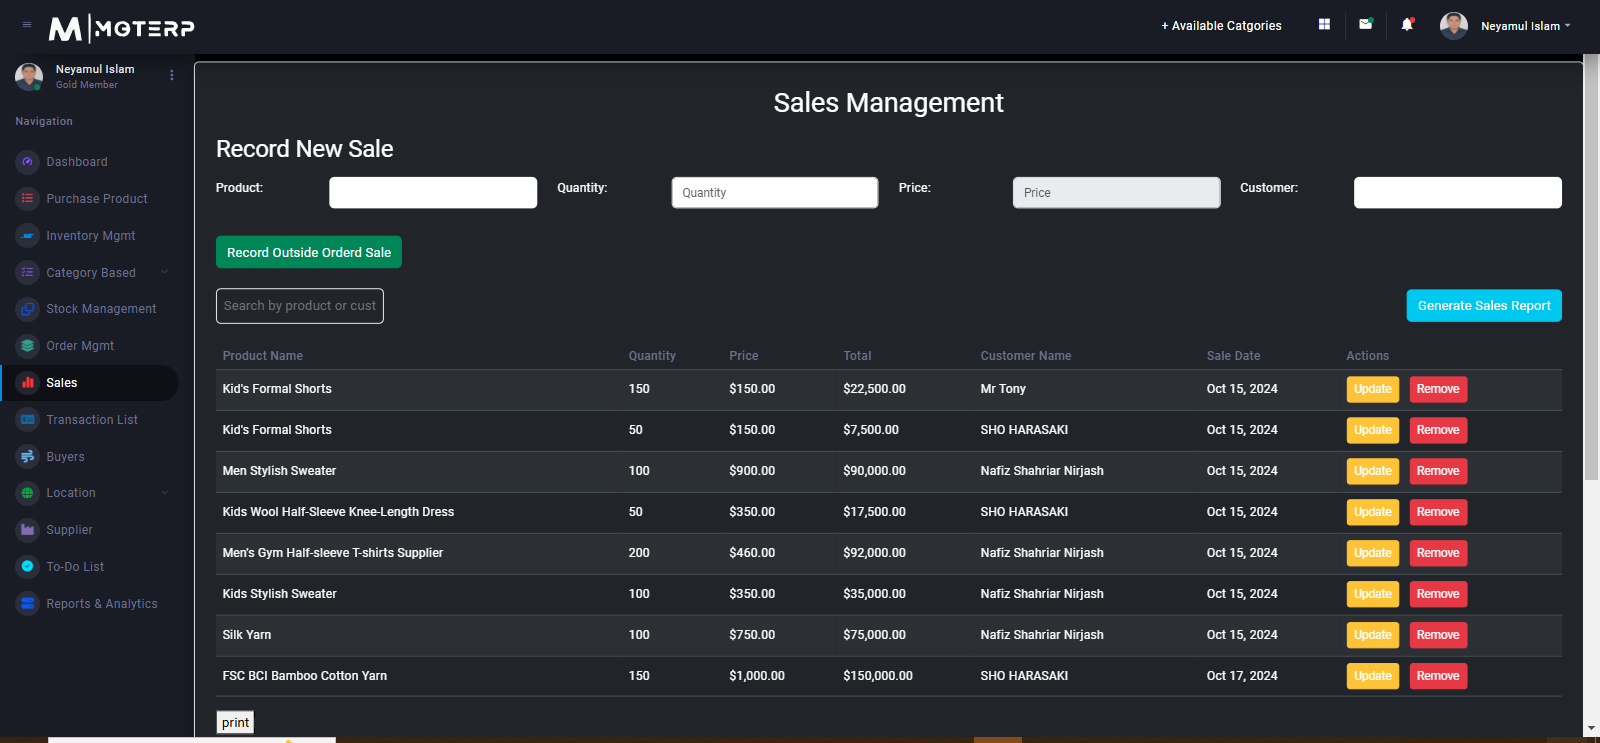 M MGTERP
+ Available Catgories
Neyamul Islam
Neyamul Islam
Gold Member
Navigation
Dashboard
Purchase Product
Inventory Mgmt
Category Based
Stock Management
Order Mgmt
Sales
Transaction List
Buyers
Location
Supplier
To-Do List
Reports & Analytics
Sales Management
Record New Sale
Product: Quantity: Quantity Price: Price Customer:
Record Outside Orderd Sale
Search by product or cust
Generate Sales Report
Product Name Quantity Price Total Customer Name Sale Date Actions
Kid's Formal Shorts 150 $150.00 $22,500.00 Mr Tony Oct 15, 2024 Update Remove
Kid's Formal Shorts 50 $150.00 $7,500.00 SHO HARASAKI Oct 15, 2024 Update Remove
Men Stylish Sweater 100 $900.00 $90,000.00 Nafiz Shahriar Nirjash Oct 15, 2024 Update Remove
Kids Wool Half-Sleeve Knee-Length Dress 50 $350.00 $17,500.00 SHO HARASAKI Oct 15, 2024 Update Remove
Men's Gym Half-sleeve T-shirts Supplier 200 $460.00 $92,000.00 Nafiz Shahriar Nirjash Oct 15, 2024 Update Remove
Kids Stylish Sweater 100 $350.00 $35,000.00 Nafiz Shahriar Nirjash Oct 15, 2024 Update Remove
Silk Yarn 100 $750.00 $75,000.00 Nafiz Shahriar Nirjash Oct 15, 2024 Update Remove
FSC BCI Bamboo Cotton Yarn 150 $1,000.00 $150,000.00 SHO HARASAKI Oct 17, 2024 Update Remove
print